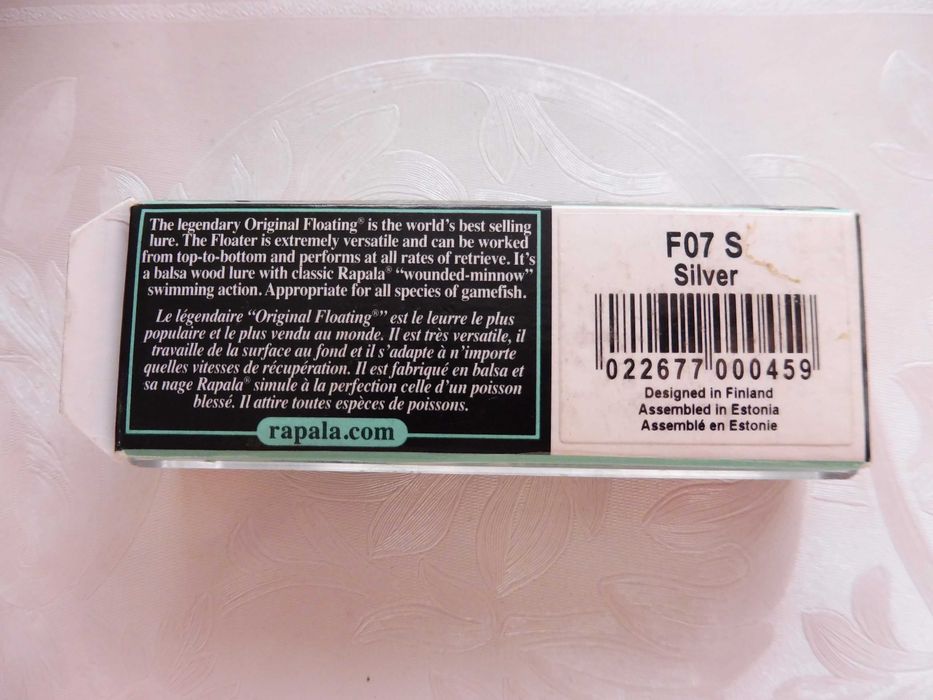 The legendary Original Floating® is the world's best selling
lure. The Floater is extremely versatile and can be worked
from top-to-bottom and performs at all rates of retrieve. It's
a balsa wood lure with classic Rapala® “wounded-minnow”
swimming action. Appropriate for all species of gamefish.
Le légendaire “Original Floating®” est le leurre le plus
populaire et le plus vendu au monde. Il est très versatile, il
travaille de la surface au fond et il s’adapte à n’importe
quelles vitesses de récupération. Il est fabriqué en balsa et
sa nage Rapala® simule à la perfection celle d’un poisson
blessé. Il attire toutes espèces de poissons.
rapala.com
F07 S
Silver
022677 000459
Designed in Finland
Assembled in Estonia
Assemblé en Estonie